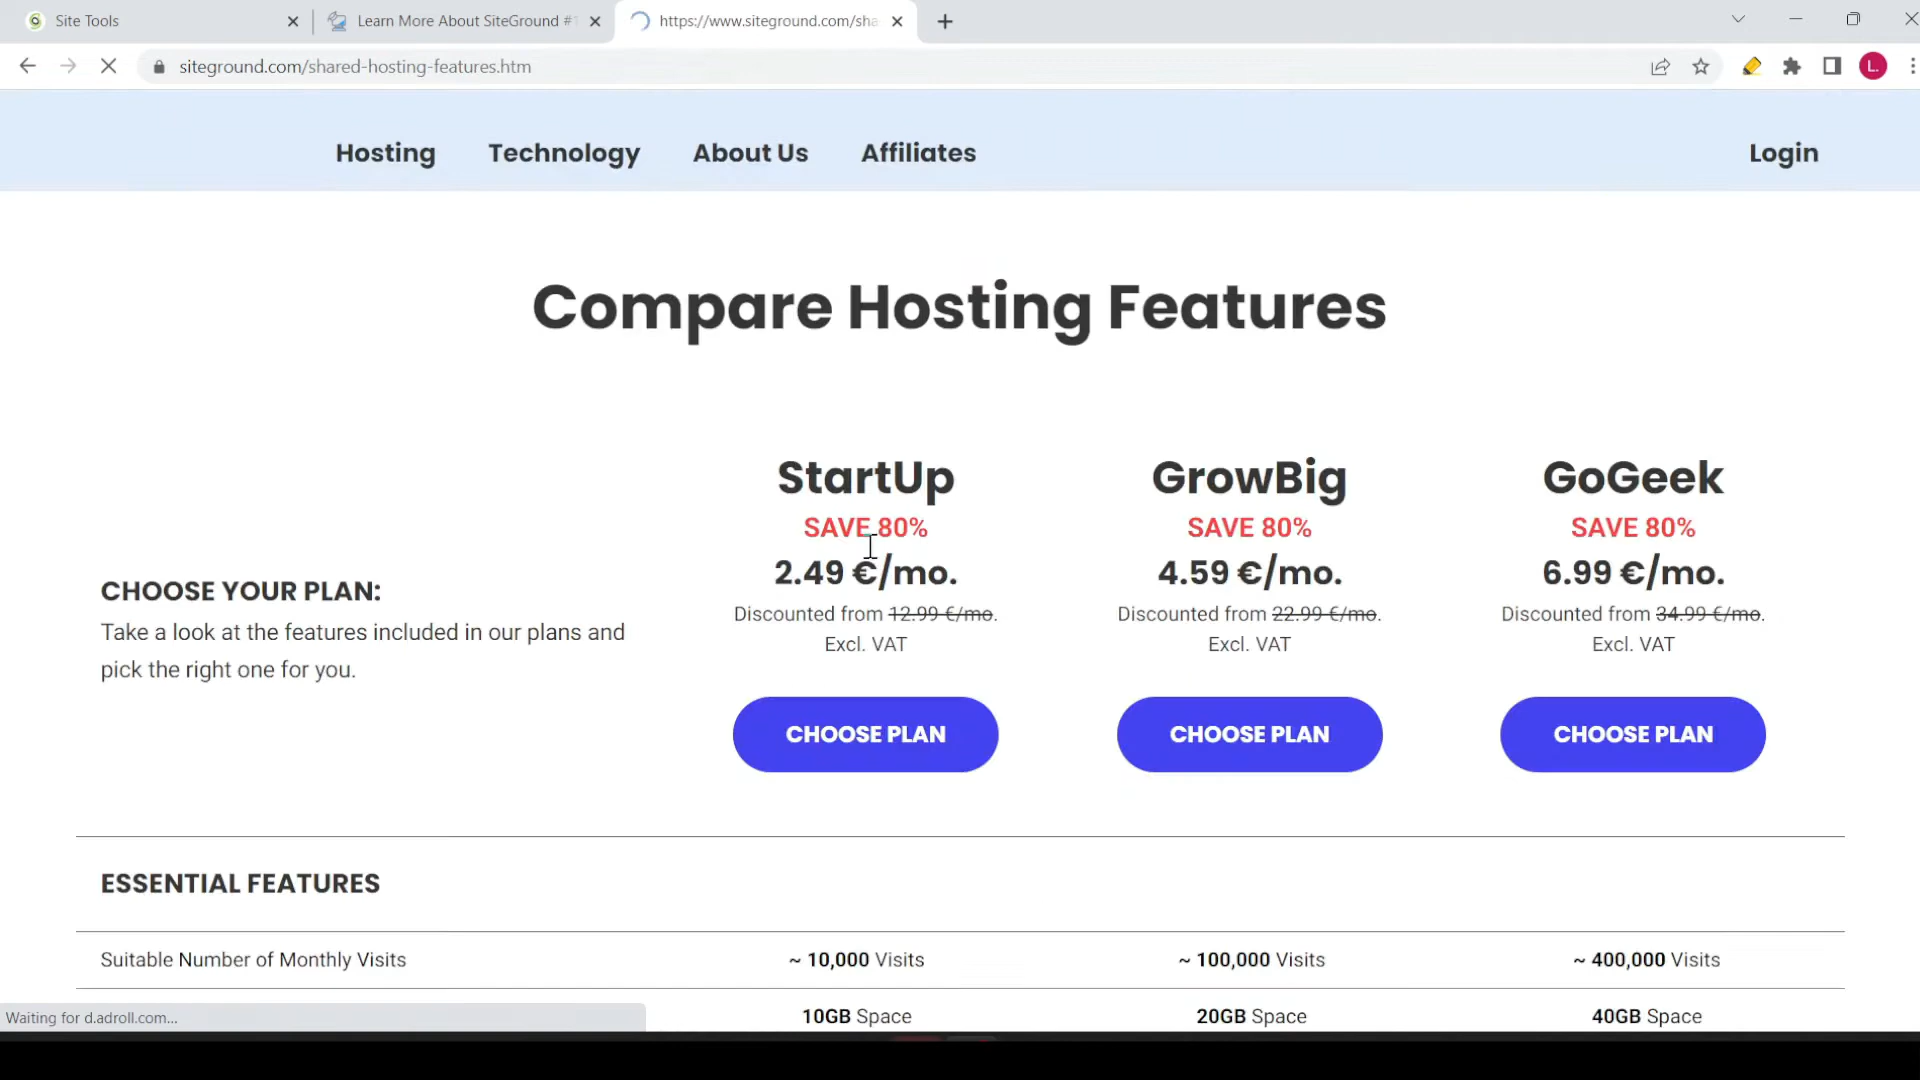 Site Tools
Learn More About SiteGround #1
https://www.siteground.com/sha
siteground.com/shared-hosting-features.htm
L.
Hosting Technology About Us Affiliates Login
Compare Hosting Features
StartUp GrowBig GoGeek
SAVE 80% SAVE 80% SAVE 80%
2.49 €/mo. 4.59 €/mo. 6.99 €/mo.
CHOOSE YOUR PLAN:
Discounted from 12.99 €/mo. Discounted from 22.99 €/mo. Discounted from 34.99 €/mo.
Take a look at the features included in our plans and
Excl. VAT Excl. VAT Excl. VAT
pick the right one for you.
CHOOSE PLAN CHOOSE PLAN CHOOSE PLAN
ESSENTIAL FEATURES
Suitable Number of Monthly Visits ~ 10,000 Visits ~ 100,000 Visits ~ 400,000 Visits
10GB Space 20GB Space 40GB Space
Waiting for d.adroll.com...